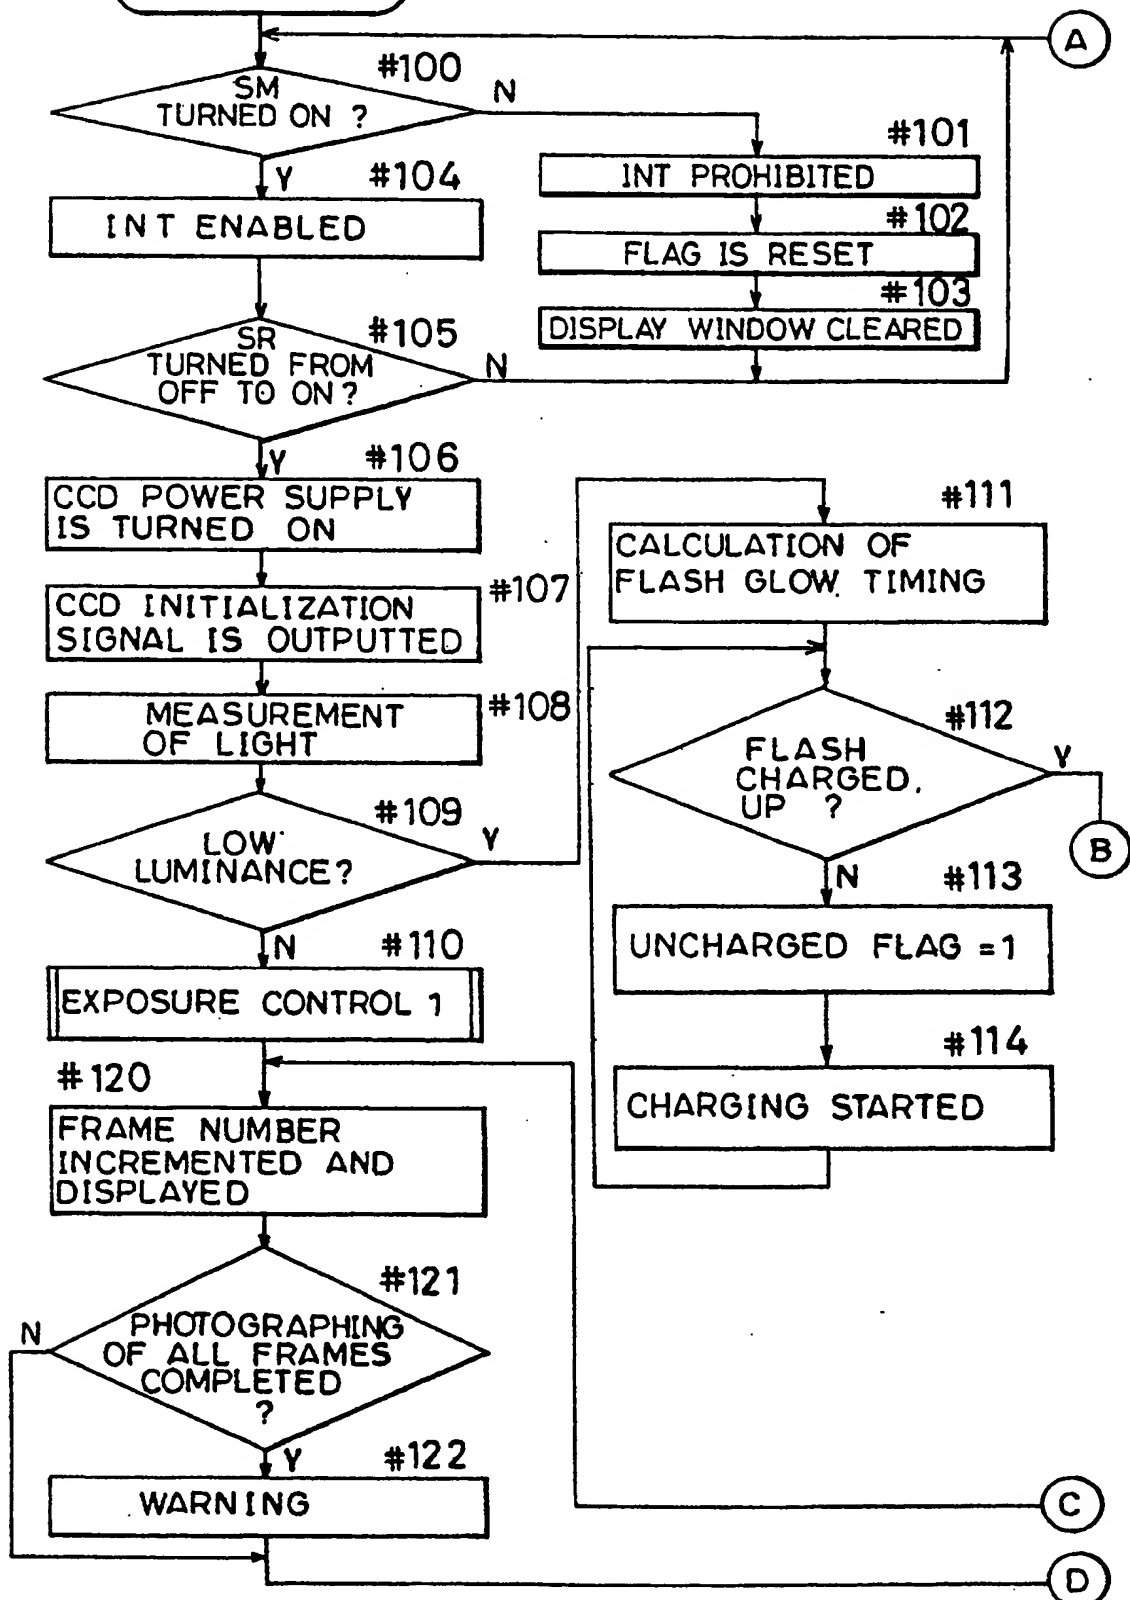 A
#100
SM
TURNED ON ?
N
#101
INT PROHIBITED
Y
#104
INT ENABLED
#102
FLAG IS RESET
#103
DISPLAY WINDOW CLEARED
#105
SR
TURNED FROM
OFF TO ON?
N
Y
#106
CCD POWER SUPPLY
IS TURNED ON
#107
CCD INITIALIZATION
SIGNAL IS OUTPUTTED
#108
MEASUREMENT
OF LIGHT
#109
LOW
LUMINANCE?
Y
N
#110
EXPOSURE CONTROL 1
#111
CALCULATION OF
FLASH GLOW TIMING
#112
FLASH
CHARGED
UP ?
Y
B
N
#113
UNCHARGED FLAG =1
#114
CHARGING STARTED
#120
FRAME NUMBER
INCREMENTED AND
DISPLAYED
#121
PHOTOGRAPHING
OF ALL FRAMES
COMPLETED
?
N
Y
#122
WARNING
C
D